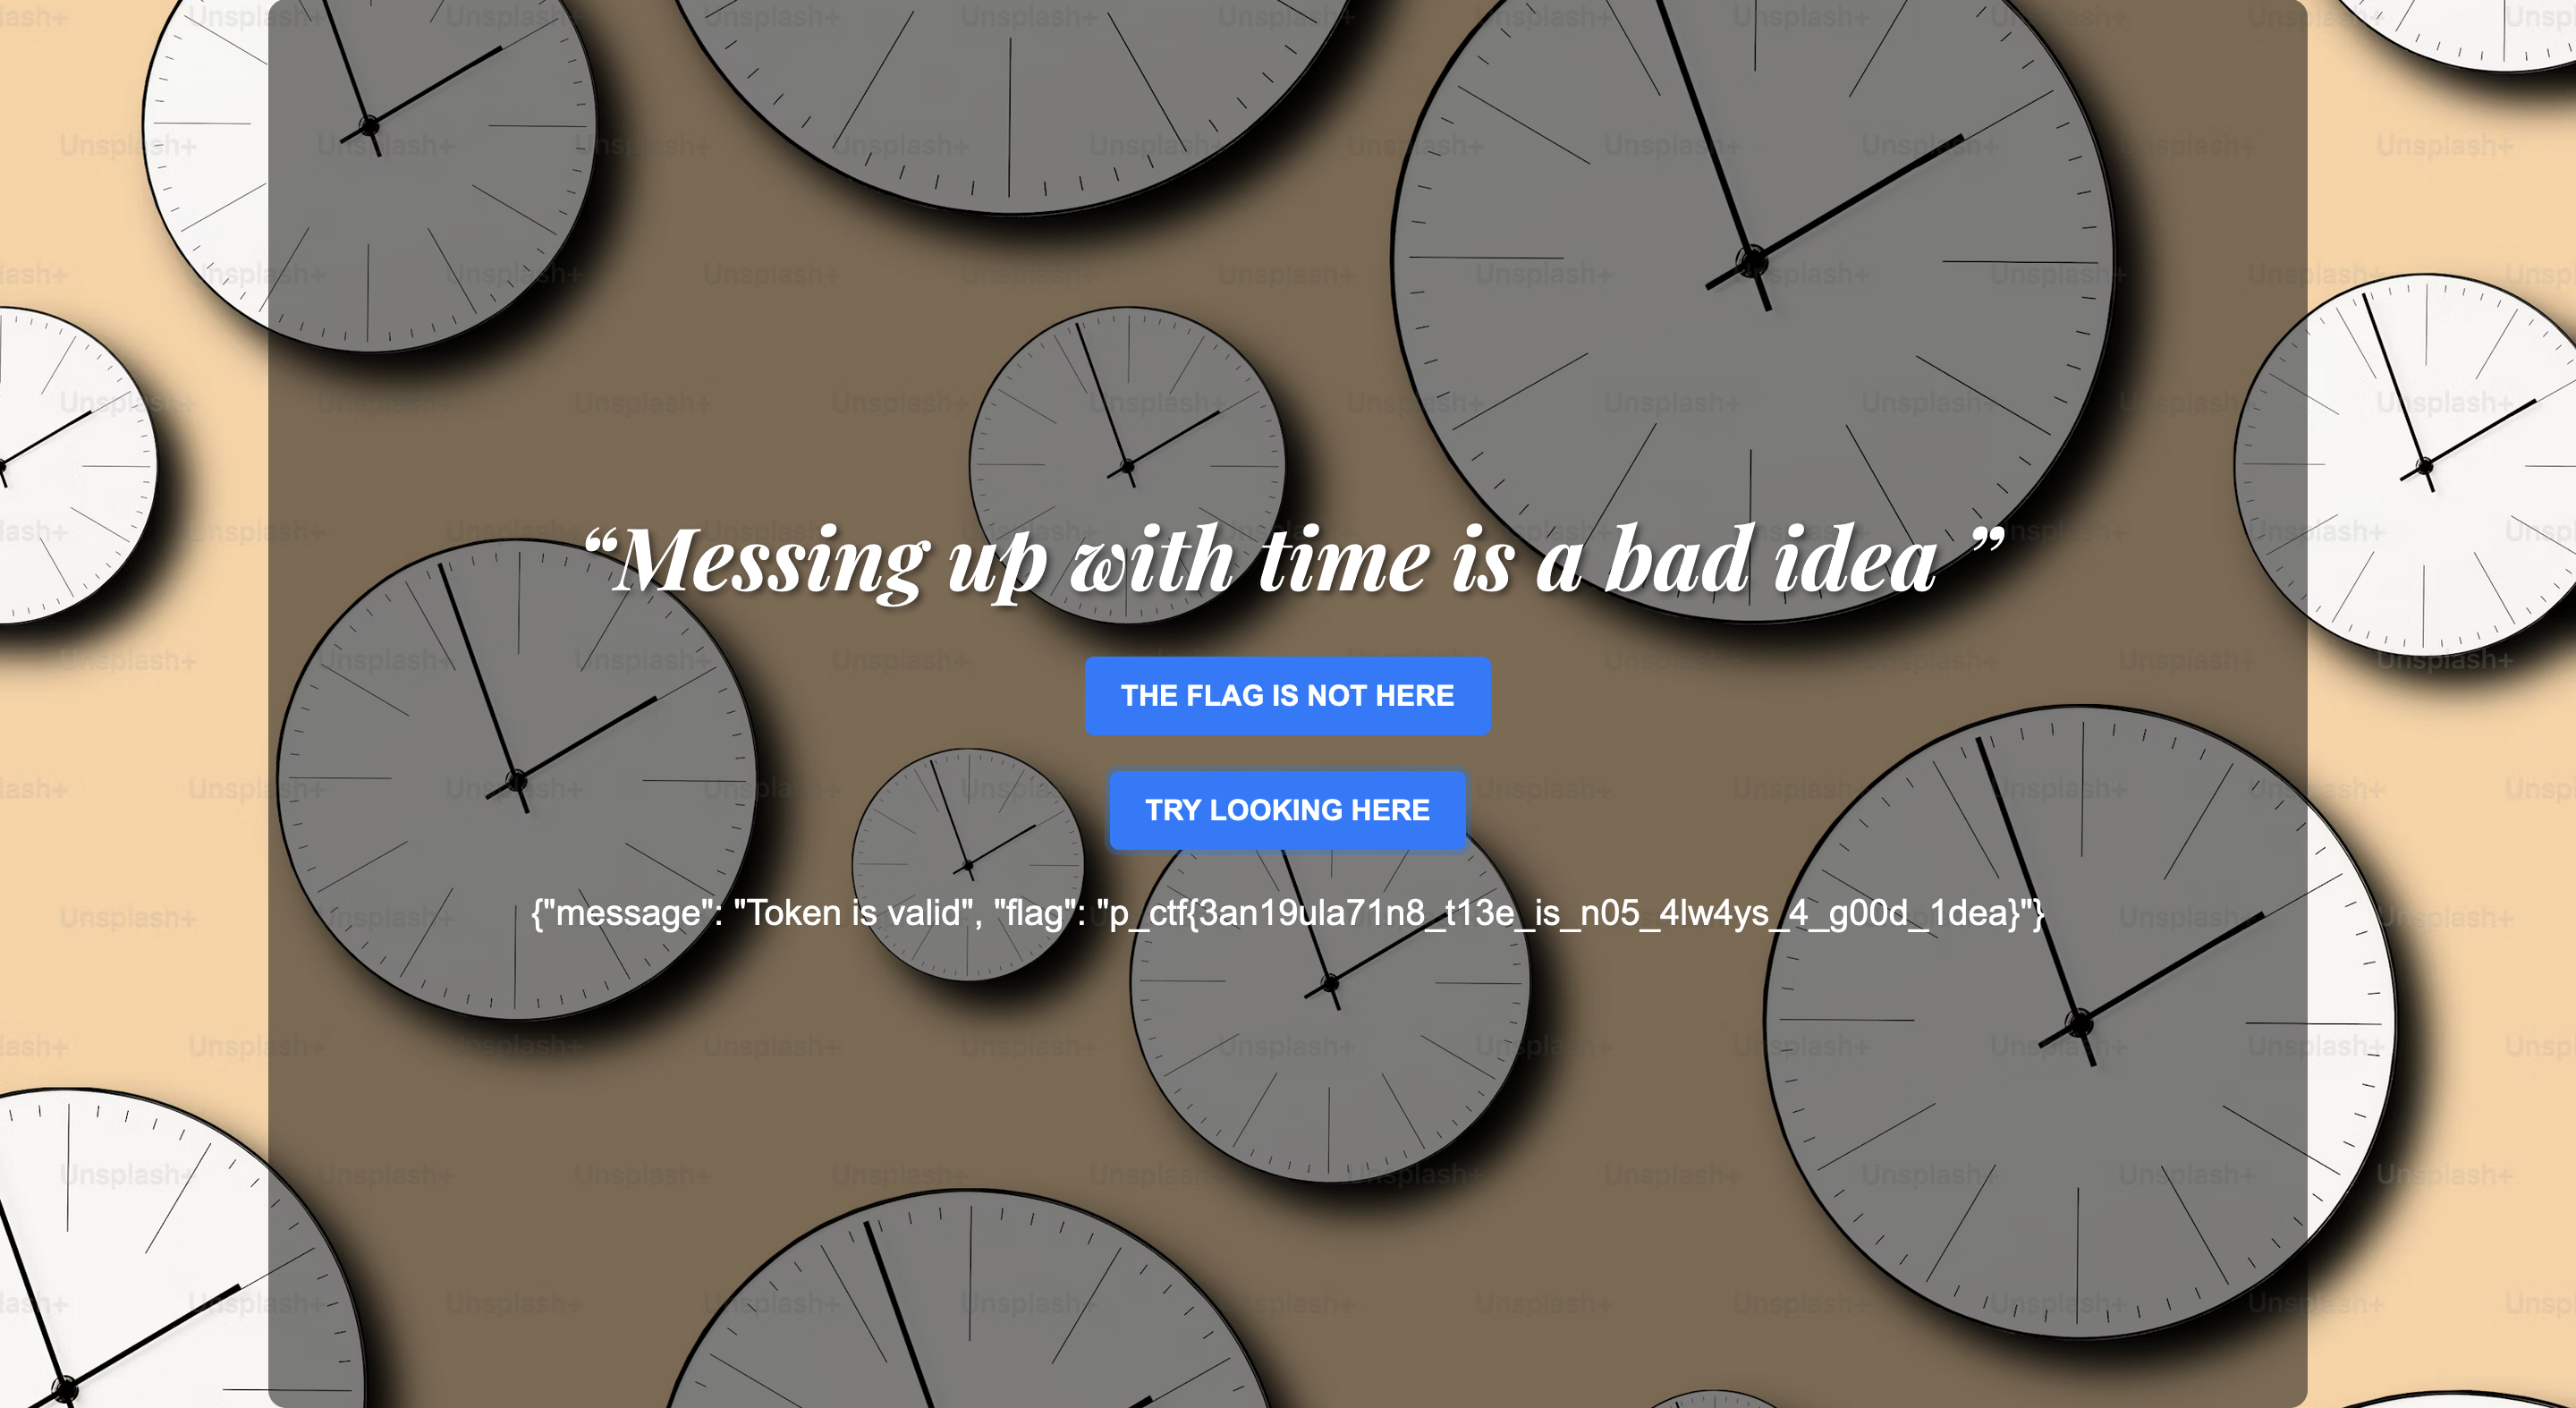 “Messing up with time is a bad idea ”
THE FLAG IS NOT HERE
TRY LOOKING HERE
{"message": "Token is valid", "flag": "p_ctf{3an19ula71n8_t13e_is_n05_4lw4ys_4_g00d_1dea}"}
Unsplash+